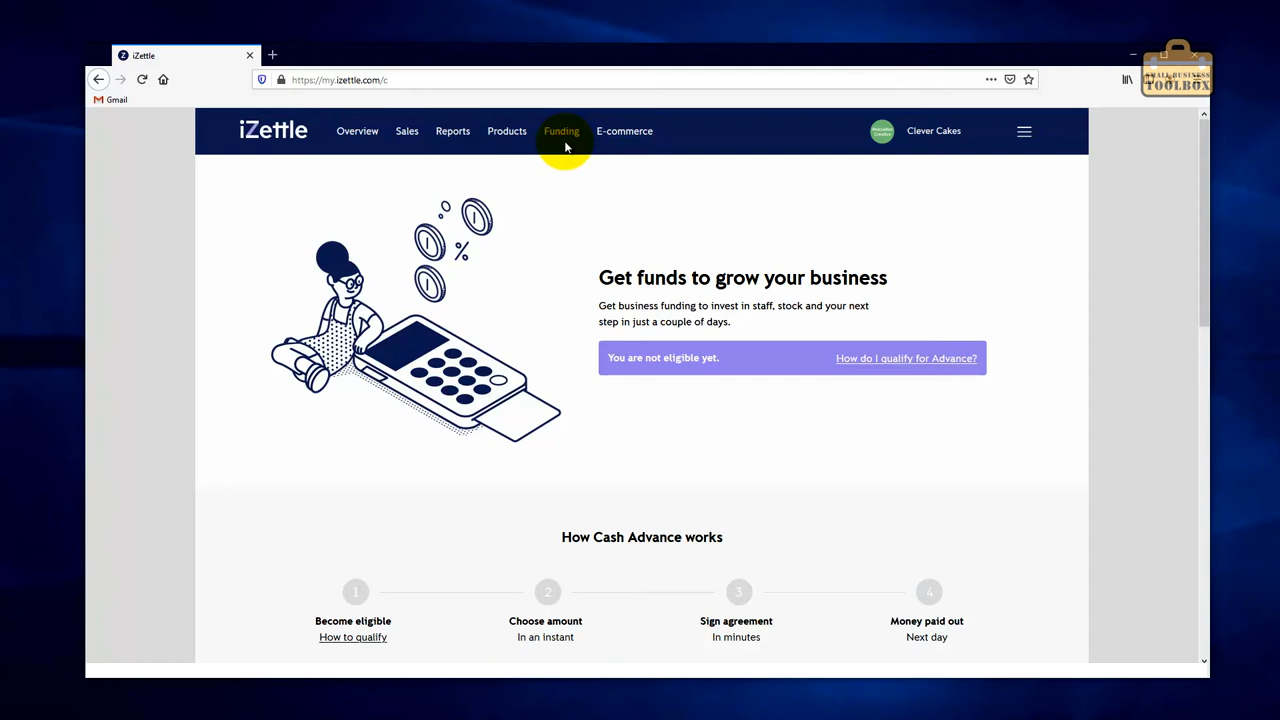 iZettle
SMALL BUSINESS
TOOLBOX
https://my.izettle.com/c
Gmail
iZettle
Overview
Sales
Reports
Products
Funding
E-commerce
Clever Cakes
%
Get funds to grow your business
Get business funding to invest in staff, stock and your next
step in just a couple of days.
You are not eligible yet.
How do I qualify for Advance?
How Cash Advance works
1
2
3
4
Become eligible
Choose amount
Sign agreement
Money paid out
How to qualify
In an instant
In minutes
Next day